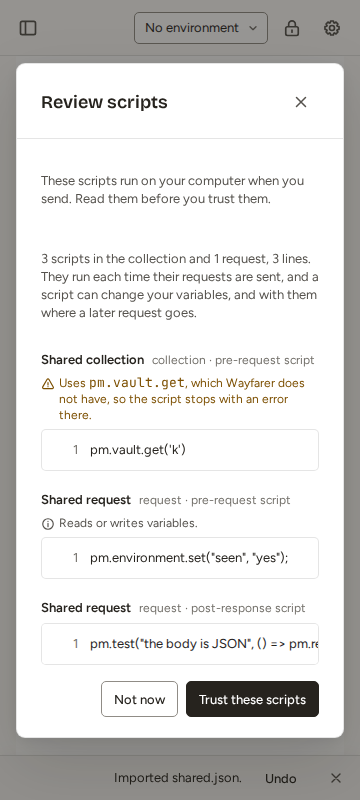 No environment
Review scripts
These scripts run on your computer when you
send. Read them before you trust them.
3 scripts in the collection and 1 request, 3 lines.
They run each time their requests are sent, and a
script can change your variables, and with them
where a later request goes.
Shared collection collection · pre-request script
Uses pm.vault.get, which Wayfarer does
not have, so the script stops with an error
there.
1 pm.vault.get('k')
Shared request request · pre-request script
Reads or writes variables.
1 pm.environment.set("seen", "yes");
Shared request request · post-response script
1 pm.test("the body is JSON", () => pm.re
Not now Trust these scripts
Imported shared.json. Undo